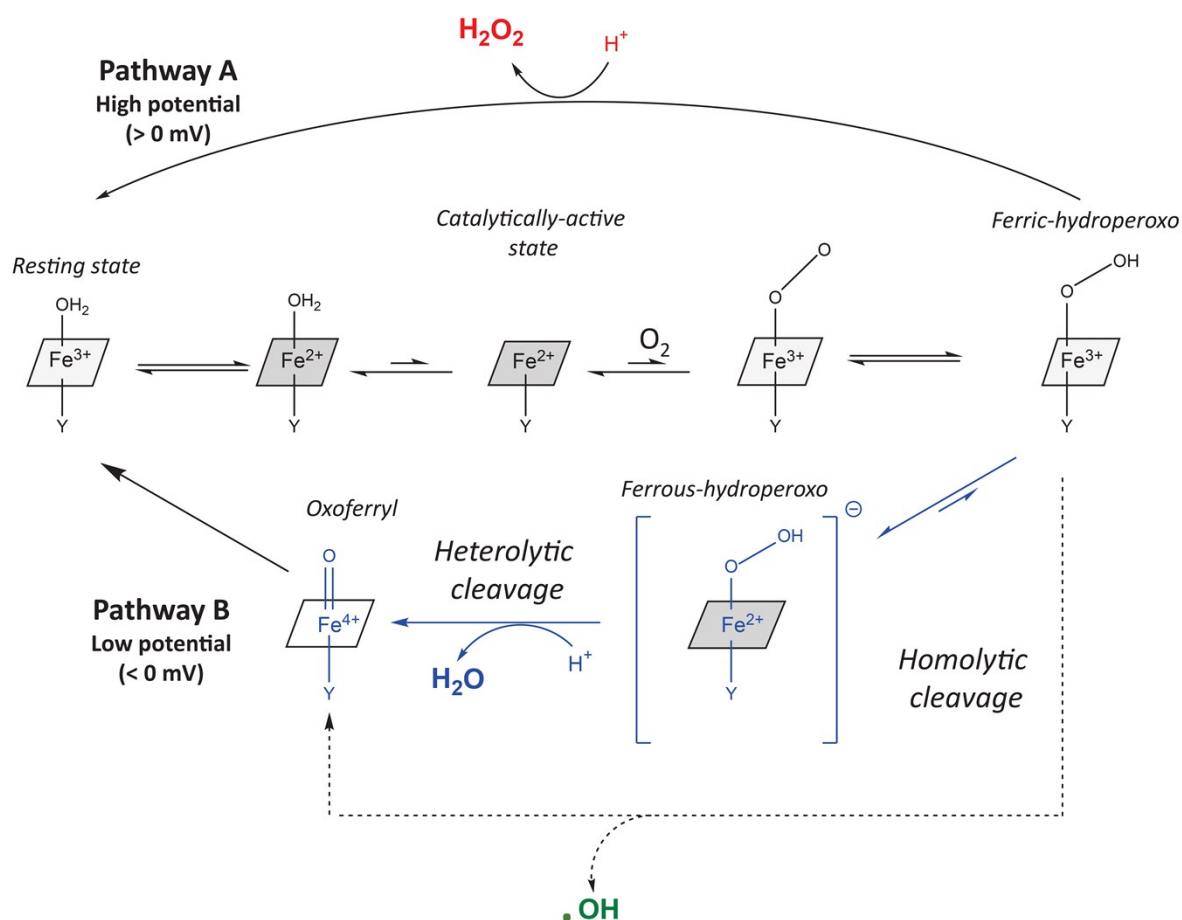 H₂O₂
H⁺
Pathway A
High potential
(> 0 mV)
Catalytically-active
state
Ferric-hydroperoxo
Resting state
O
O
OH
O
OH₂
OH₂
O₂
Fe³⁺
Fe²⁺
Fe²⁺
Fe³⁺
Fe³⁺
Y
Y
Y
Y
Y
Ferrous-hydroperoxo
Oxoferryl
⊖
OH
O
O
Heterolytic
cleavage
Pathway B
Low potential
(< 0 mV)
Fe⁴⁺
Fe²⁺
H⁺
H₂O
Homolytic
cleavage
Y
Y
.OH